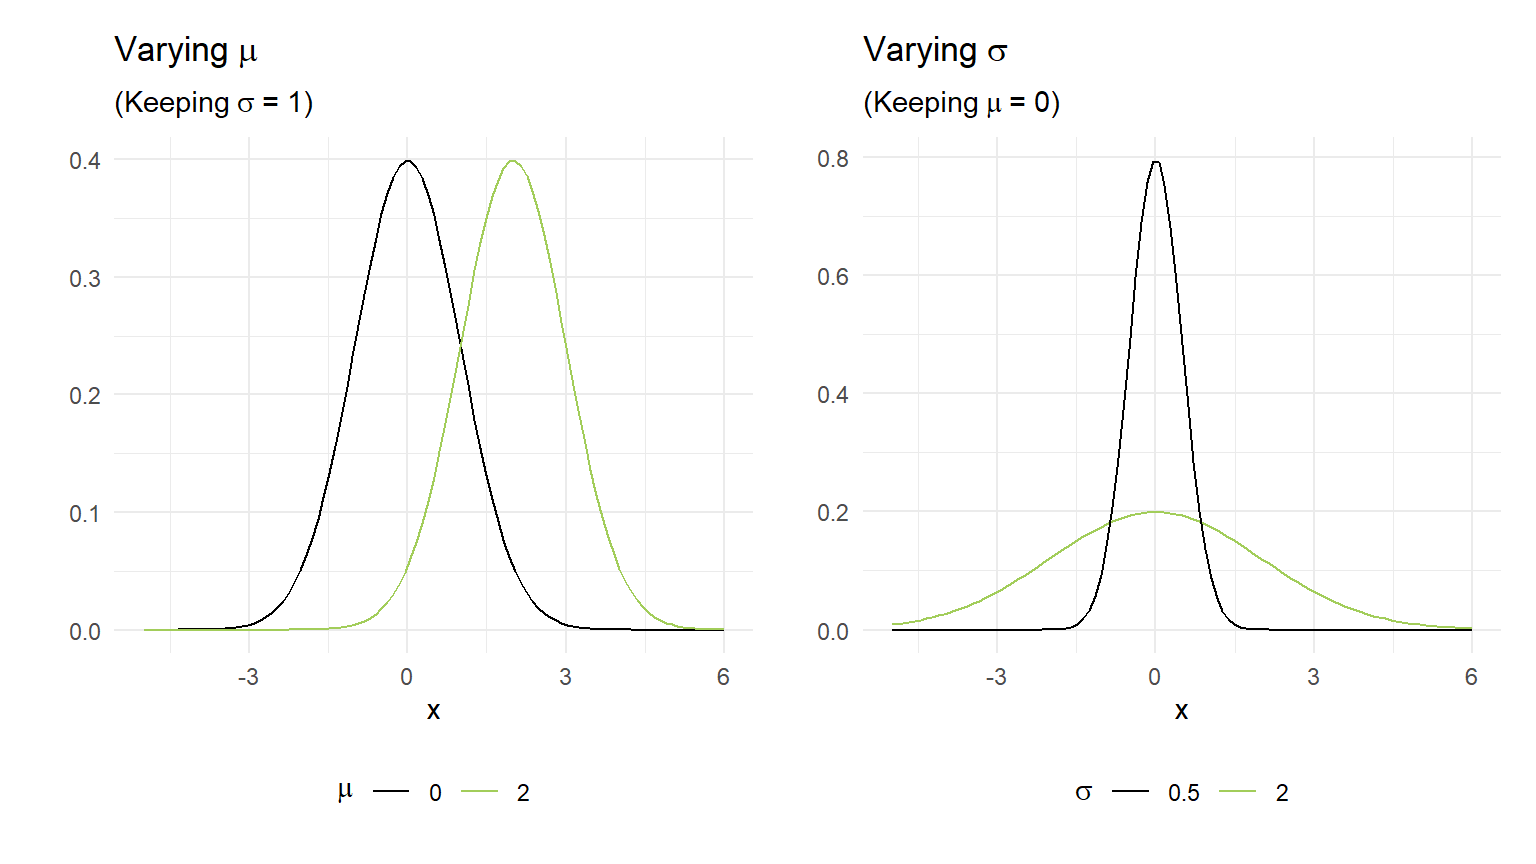 Varying μ
(Keeping σ = 1)
0.4
0.3
0.2
0.1
0.0
-3 0 3 6
x
μ 0 2
Varying σ
(Keeping μ = 0)
0.8
0.6
0.4
0.2
0.0
-3 0 3 6
x
σ 0.5 2